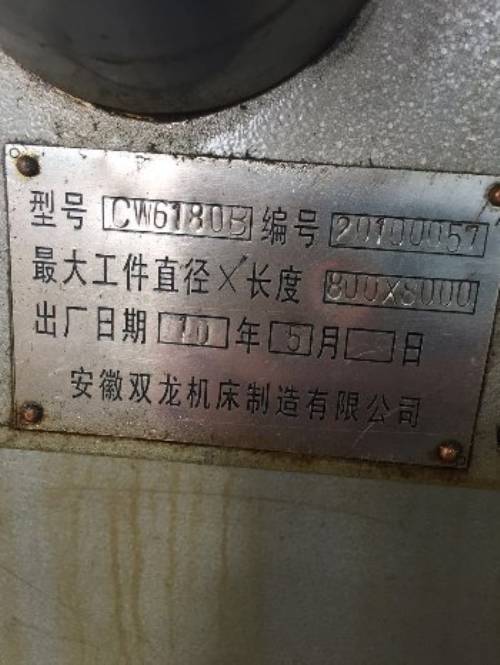 型号 CW6180B 编号 20100057
最大工件直径×长度 800X8000
出厂日期 10 年 5 月 日
安徽双龙机床制造有限公司